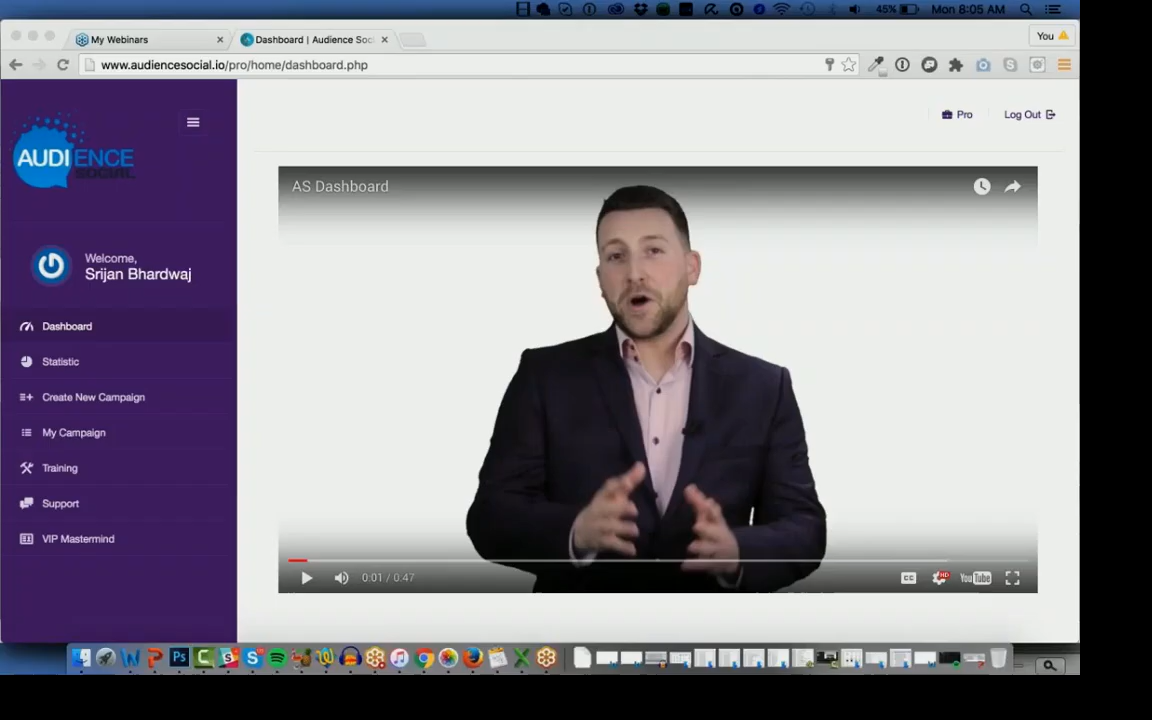 45%
Mon 8:05 AM
My Webinars
Dashboard | Audience Soc
You
www.audiencesocial.io/pro/home/dashboard.php
AUDIENCE
SOCIAL
Pro
Log Out
AS Dashboard
Welcome,
Srijan Bhardwaj
Dashboard
Statistic
Create New Campaign
My Campaign
Training
Support
VIP Mastermind
0:01 / 0:47
CC
HD
YouTube